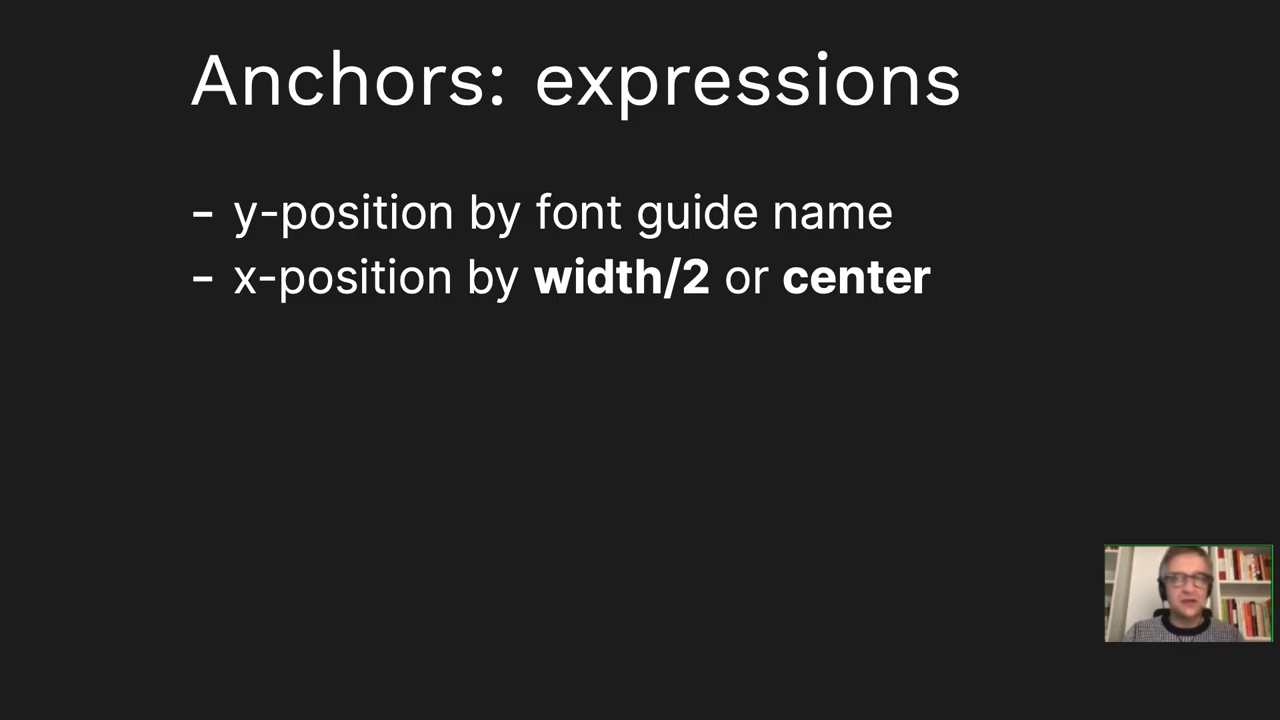 Anchors: expressions
- y-position by font guide name
- x-position by width/2 or center